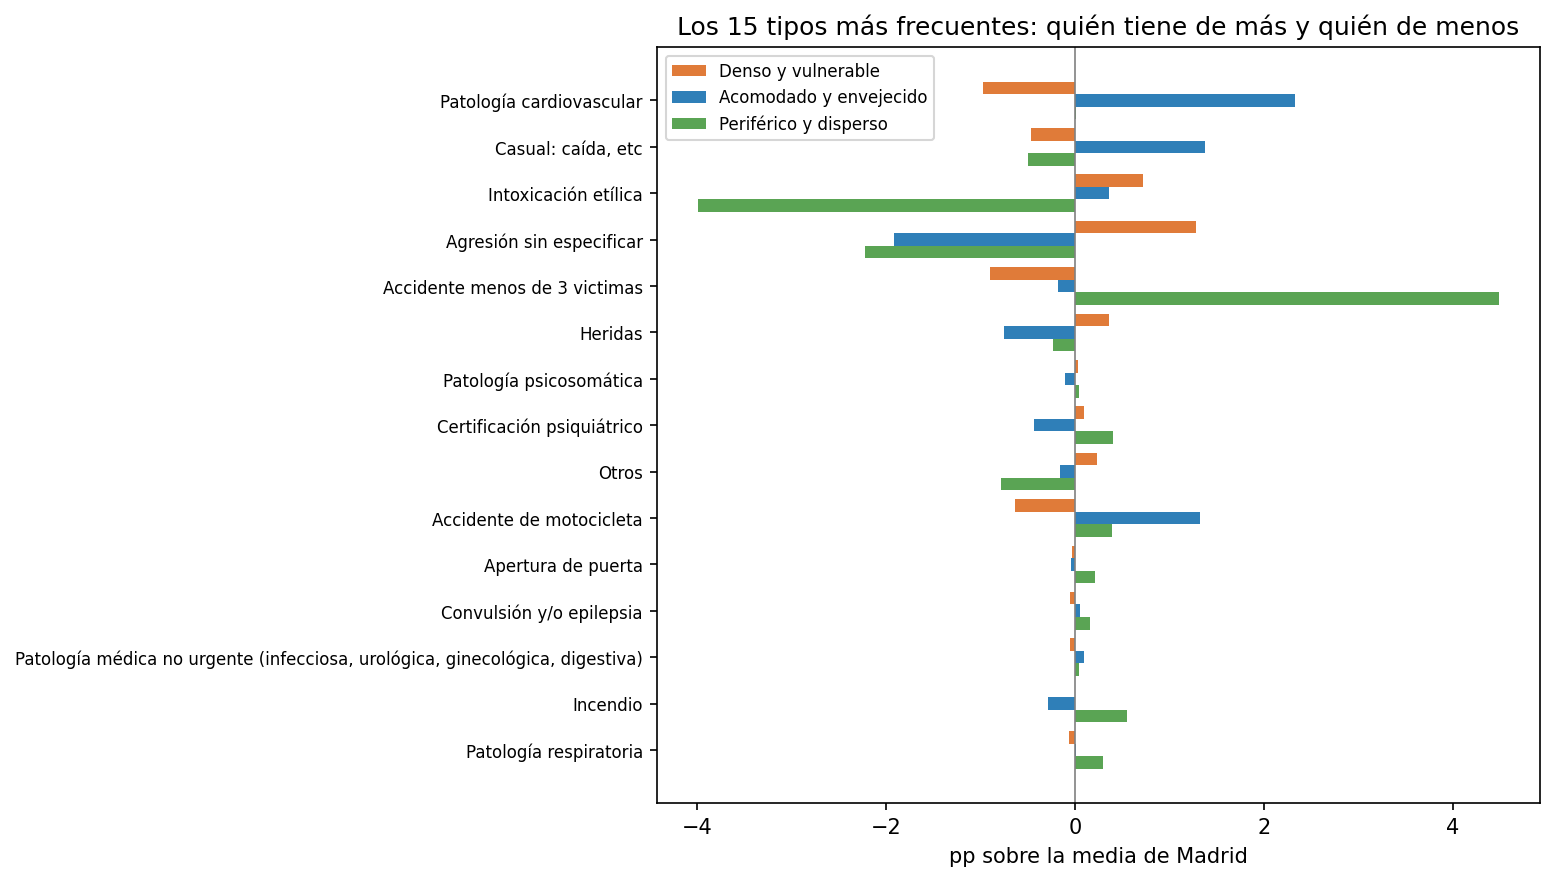 Los 15 tipos más frecuentes: quién tiene de más y quién de menos
Denso y vulnerable
Acomodado y envejecido
Periférico y disperso
Patología cardiovascular
Casual: caída, etc
Intoxicación etílica
Agresión sin especificar
Accidente menos de 3 victimas
Heridas
Patología psicosomática
Certificación psiquiátrico
Otros
Accidente de motocicleta
Apertura de puerta
Convulsión y/o epilepsia
Patología médica no urgente (infecciosa, urológica, ginecológica, digestiva)
Incendio
Patología respiratoria
−4 −2 0 2 4
pp sobre la media de Madrid